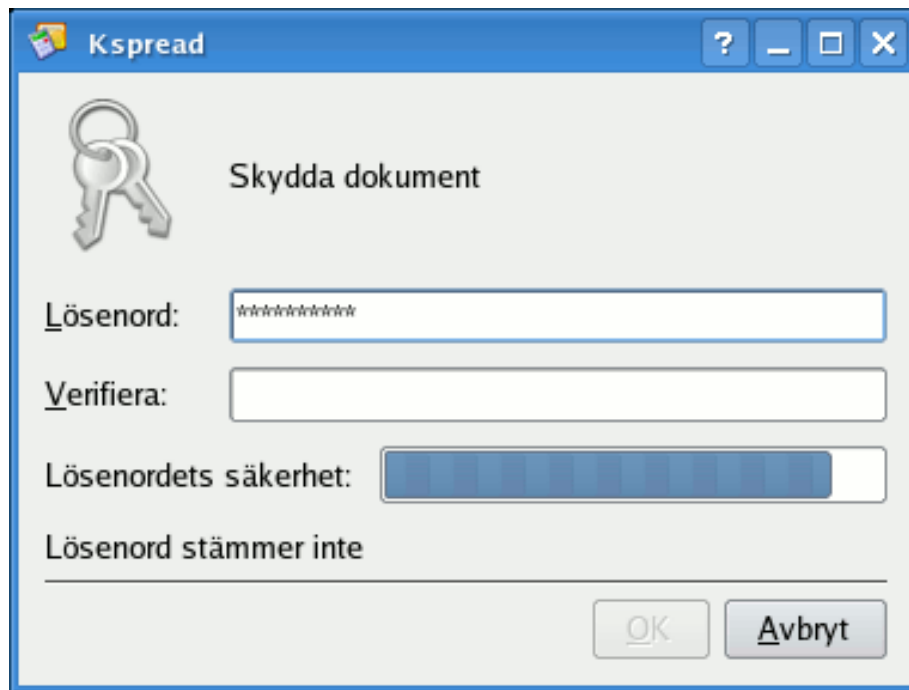 Kspread
Skydda dokument
Lösenord: **********
Verifiera:
Lösenordets säkerhet:
Lösenord stämmer inte
OK Avbryt